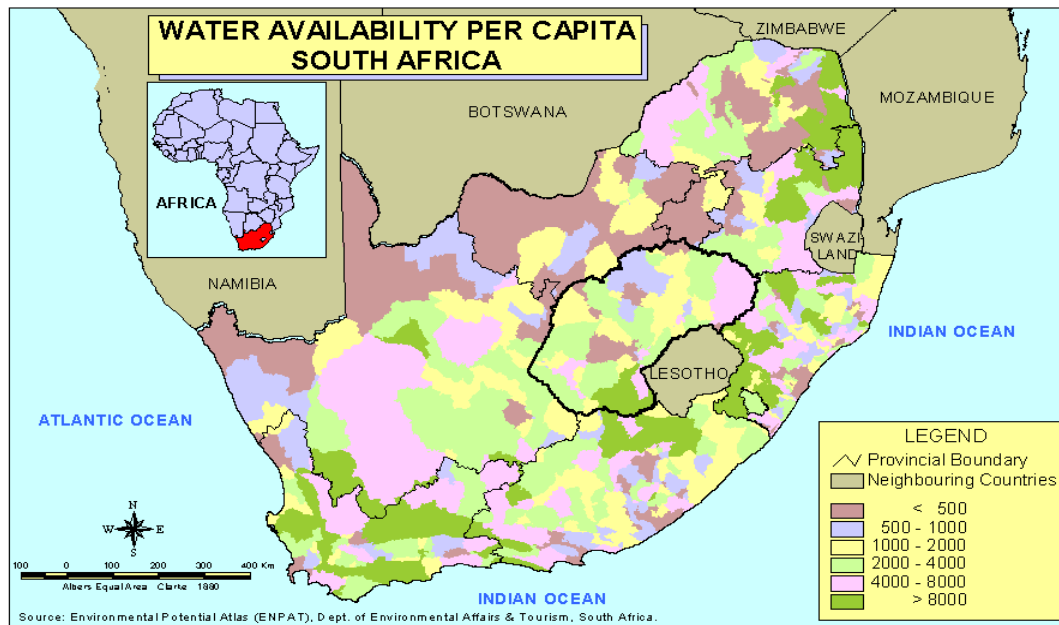 WATER AVAILABILITY PER CAPITA
SOUTH AFRICA
ZIMBABWE
MOZAMBIQUE
BOTSWANA
AFRICA
NAMIBIA
SWAZI
LAND
LESOTHO
INDIAN OCEAN
ATLANTIC OCEAN
INDIAN OCEAN
N
W E
S
100 0 100 200 300 400 Km
Albers Equal Area Clarke 1880
LEGEND
Provincial Boundary
Neighbouring Countries
< 500
500 - 1000
1000 - 2000
2000 - 4000
4000 - 8000
> 8000
Source: Environmental Potential Atlas (ENPAT), Dept. of Environmental Affairs & Tourism, South Africa.